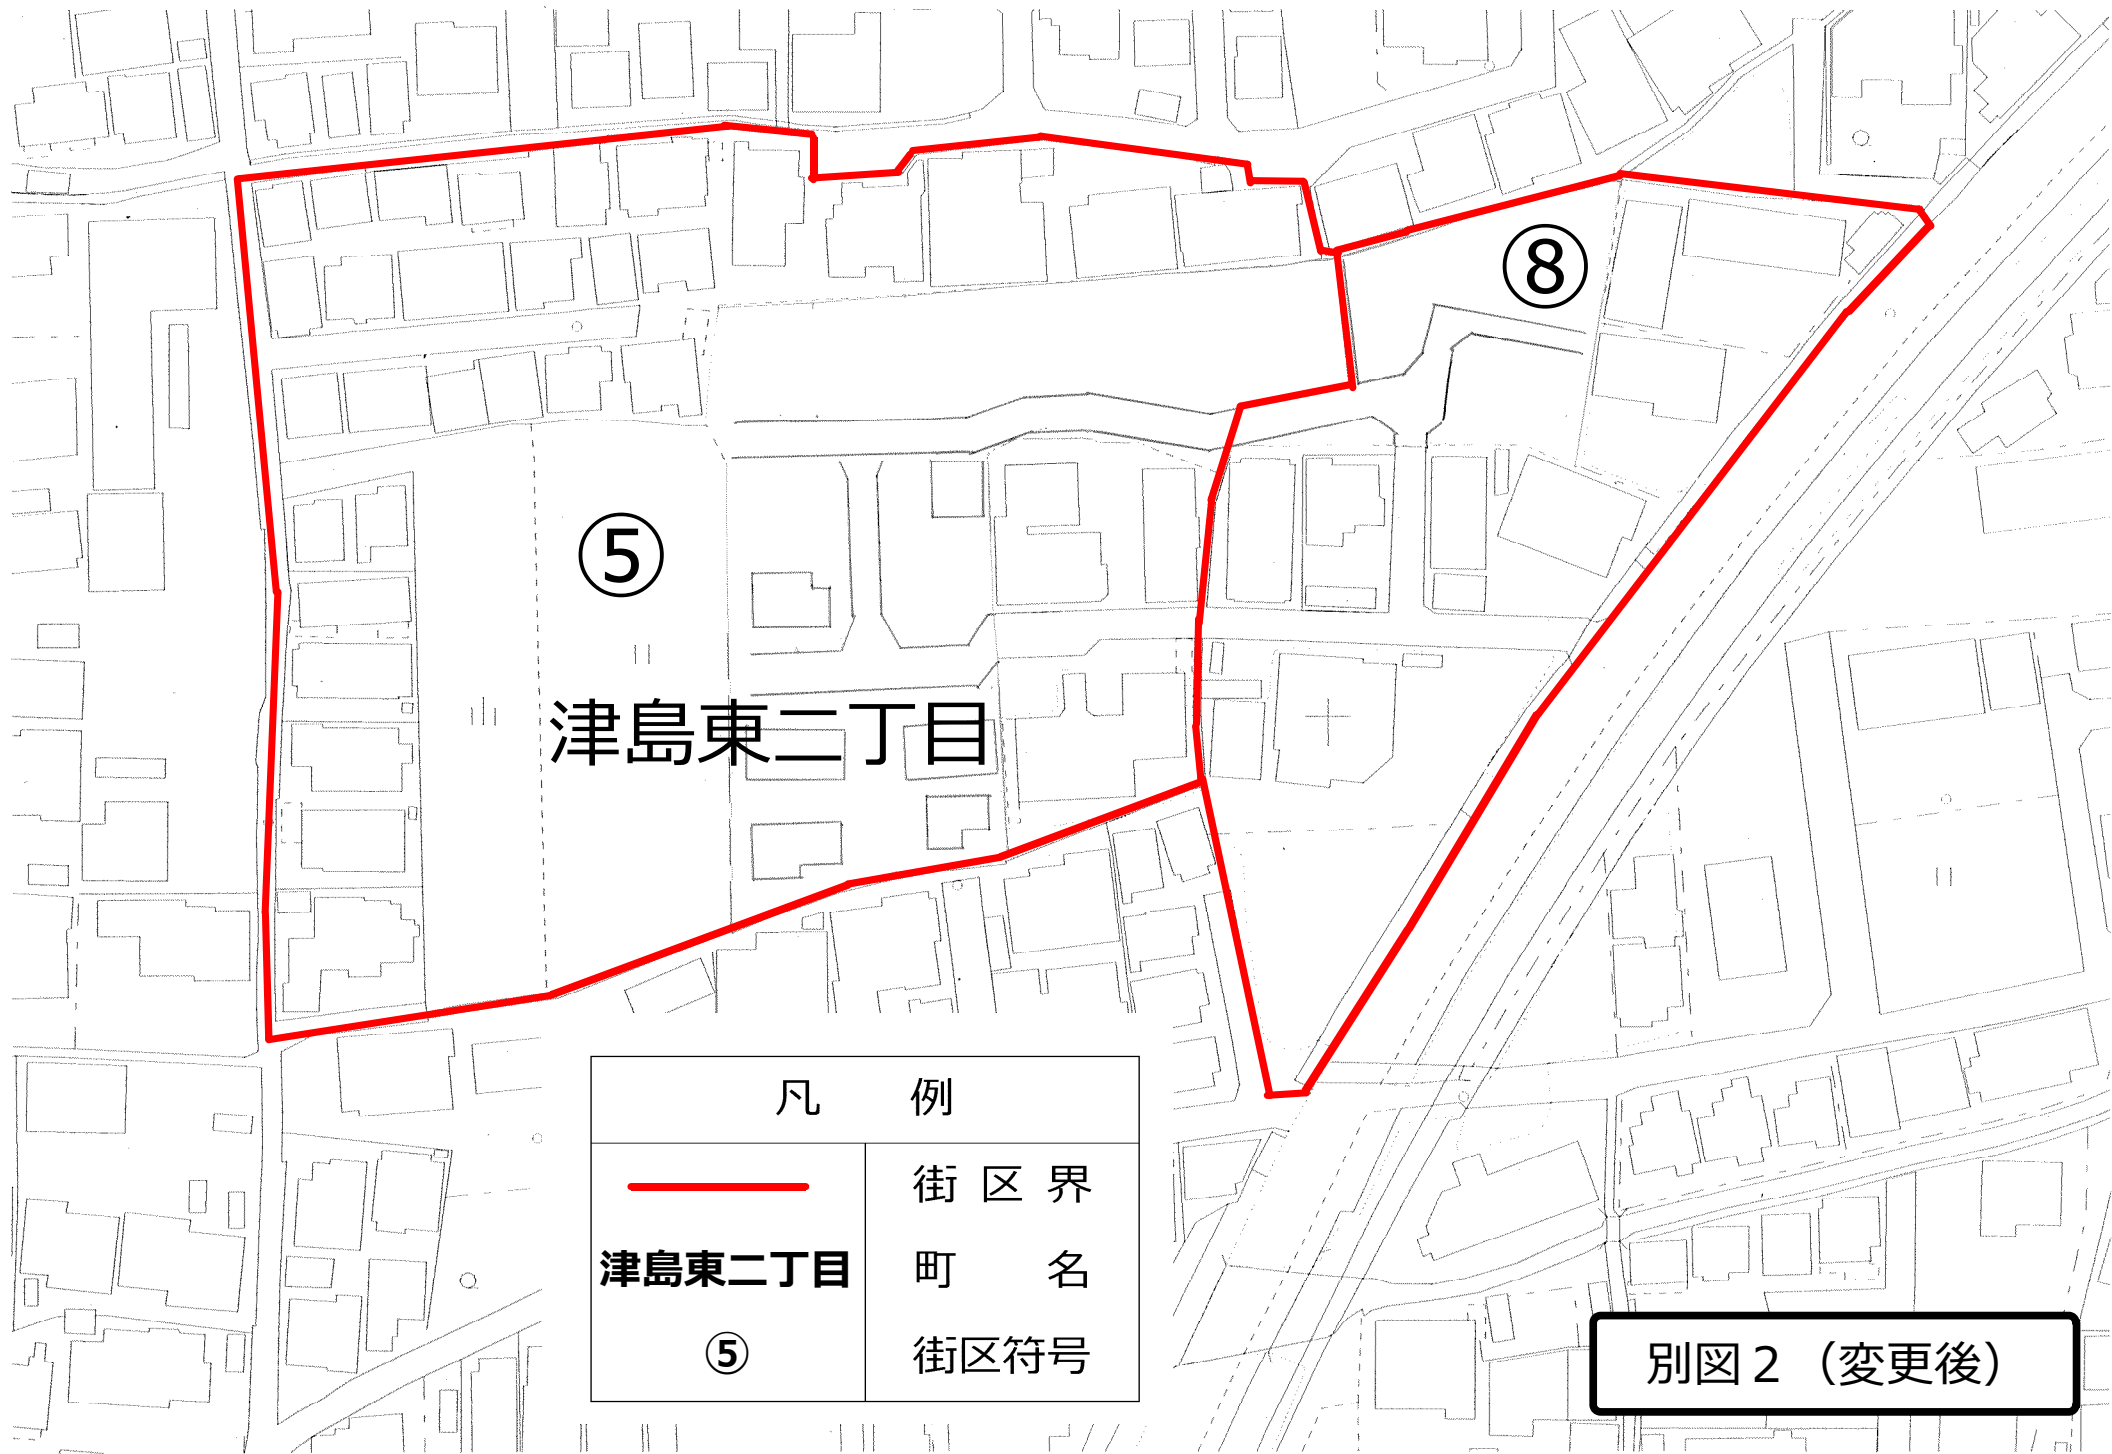 ⑧
⑤
津島東二丁目
凡　例
街区界
津島東二丁目 町　名
⑤ 街区符号
別図２（変更後）